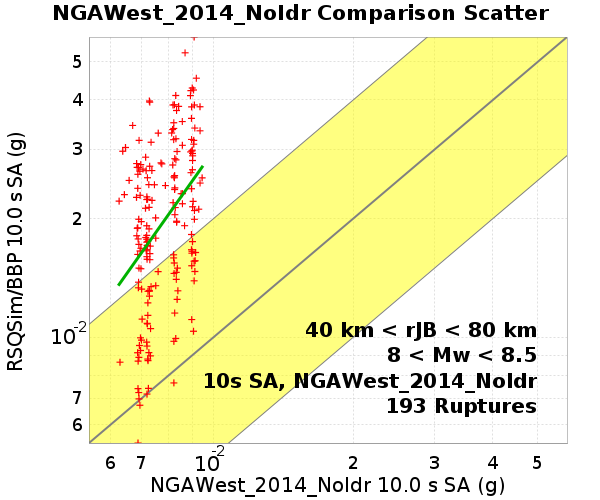 NGAWest_2014_NoIdr Comparison Scatter
RSQSim/BBP 10.0 s SA (g)
5
4
3
2
10-2
7
6
40 km < rJB < 80 km
8 < Mw < 8.5
10s SA, NGAWest_2014_NoIdr
193 Ruptures
6 7 10-2 2 3 4 5
NGAWest_2014_NoIdr 10.0 s SA (g)